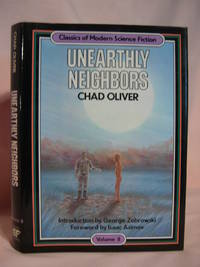 Classics of Modern Science Fiction
UNEARTHLY
NEIGHBORS
CHAD OLIVER
Introduction by George Zebrowski
Foreword by Isaac Asimov
Volume 8
UNEARTHLY NEIGHBORS
CHAD OLIVER